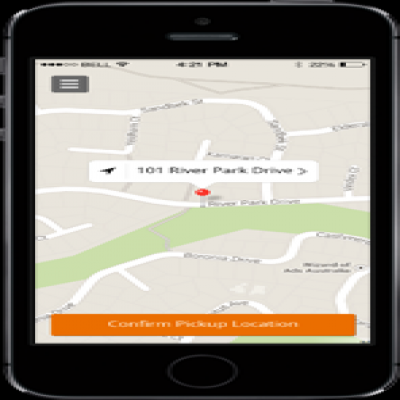 BELL 4:21 PM 22%
Sandbek St
101 River Park Drive
River Park Drive
Boronia Drive
Wizard of
Ads Australia
Confirm Pickup Location